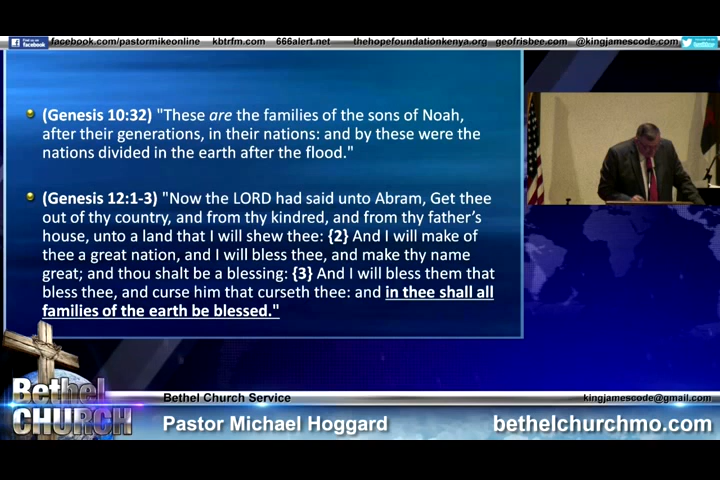 Find us on facebook facebook.com/pastormikeonline kbtrfm.com 666alert.net thehopefoundationkenya.org geofrisbee.com @kingjamescode.com
(Genesis 10:32) "These are the families of the sons of Noah,
after their generations, in their nations: and by these were the
nations divided in the earth after the flood."
(Genesis 12:1-3) "Now the LORD had said unto Abram, Get thee
out of thy country, and from thy kindred, and from thy father's
house, unto a land that I will shew thee: {2} And I will make of
thee a great nation, and I will bless thee, and make thy name
great; and thou shalt be a blessing: {3} And I will bless them that
bless thee, and curse him that curseth thee: and in thee shall all
families of the earth be blessed."
Bethel
CHURCH
Bethel Church Service kingjamescode@gmail.com
Pastor Michael Hoggard bethelchurchmo.com